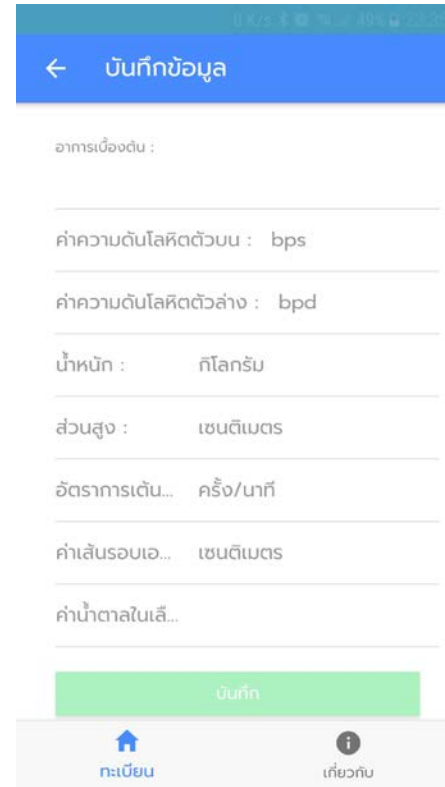 0 K/s 49% 23:28
← บันทึกข้อมูล
อาการเบื้องต้น :
ค่าความดันโลหิตตัวบน : bps
ค่าความดันโลหิตตัวล่าง : bpd
น้ำหนัก : กิโลกรัม
ส่วนสูง : เซนติเมตร
อัตราการเต้น... ครั้ง/นาที
ค่าเส้นรอบเอ... เซนติเมตร
ค่าน้ำตาลในเลื...
บันทึก
ทะเบียน เกี่ยวกับ